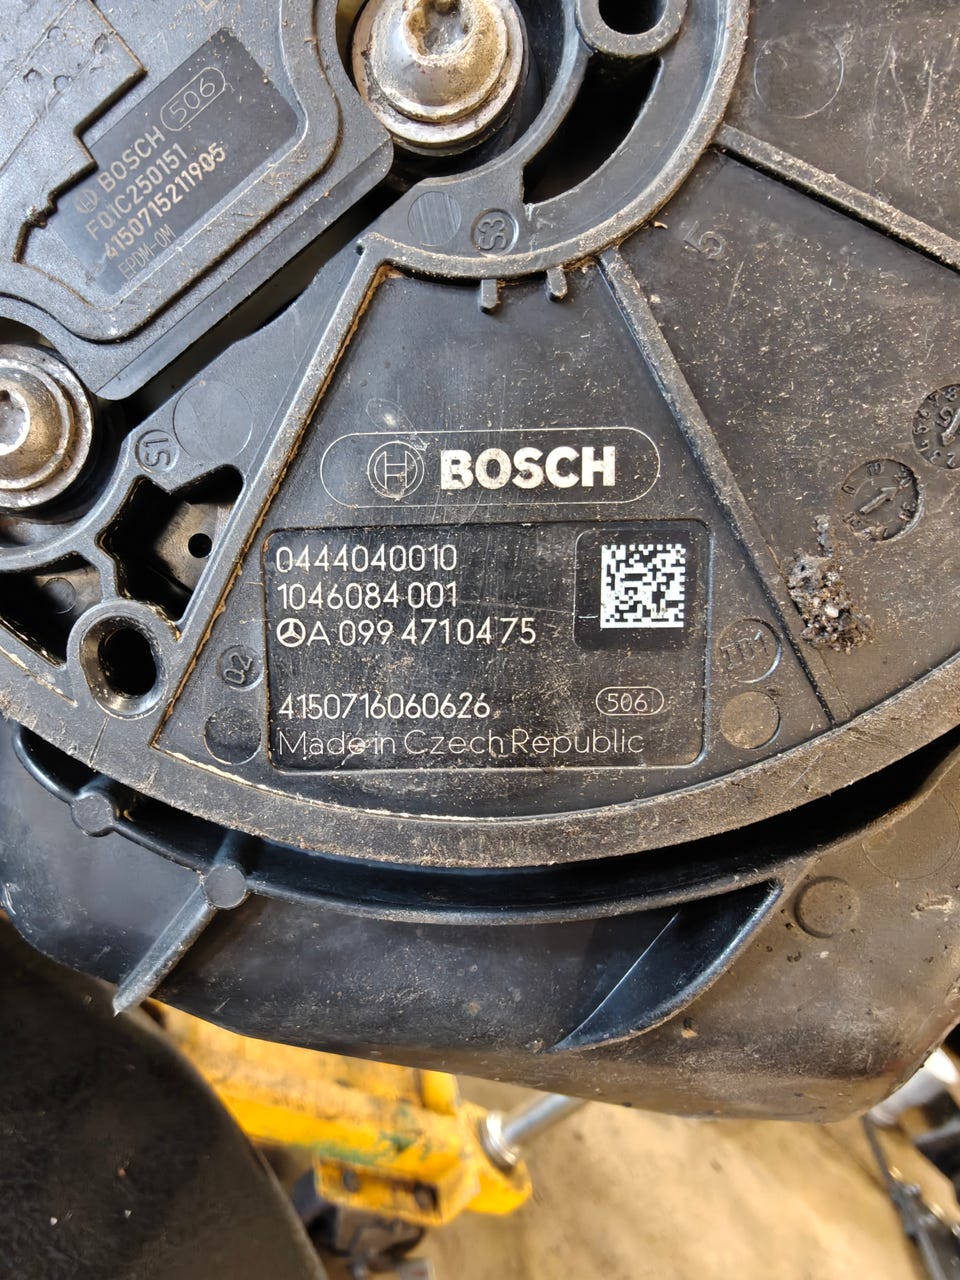 BOSCH 506
F01C250151
4150715211905
EPDM-OM
S3
5
S1
BOSCH
0444040010
1046084 001
A 099 4710475
Q2
4150716060626 506
Made in Czech Republic